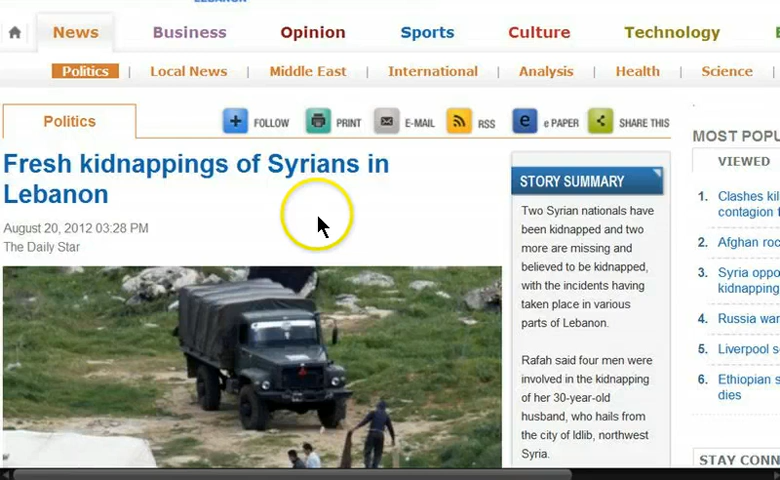 LEBANON
News Business Opinion Sports Culture Technology
Politics | Local News | Middle East | International | Analysis | Health | Science |
Politics
FOLLOW PRINT E-MAIL RSS e PAPER SHARE THIS
Fresh kidnappings of Syrians in
Lebanon
August 20, 2012 03:28 PM
The Daily Star
STORY SUMMARY
Two Syrian nationals have
been kidnapped and two
more are missing and
believed to be kidnapped,
with the incidents having
taken place in various
parts of Lebanon.
Rafah said four men were
involved in the kidnapping
of her 30-year-old
husband, who hails from
the city of Idlib, northwest
Syria.
MOST POPU
VIEWED
1. Clashes kil
contagion f
2. Afghan roc
3. Syria oppo
kidnapping
4. Russia war
5. Liverpool s
6. Ethiopian s
dies
STAY CONN